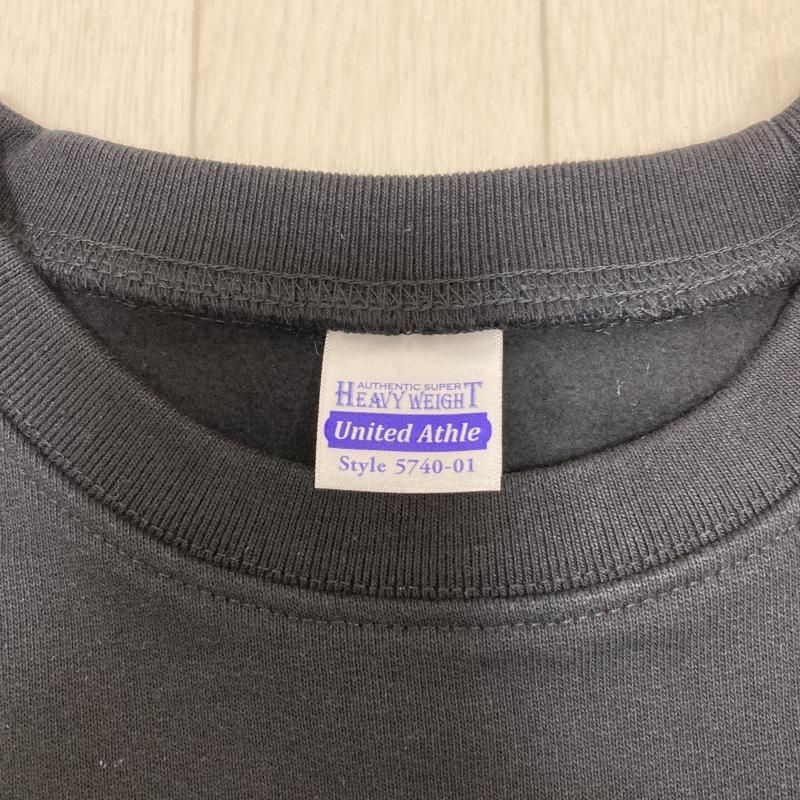 AUTHENTIC SUPER
HEAVY WEIGHT
United Athle
Style 5740-01